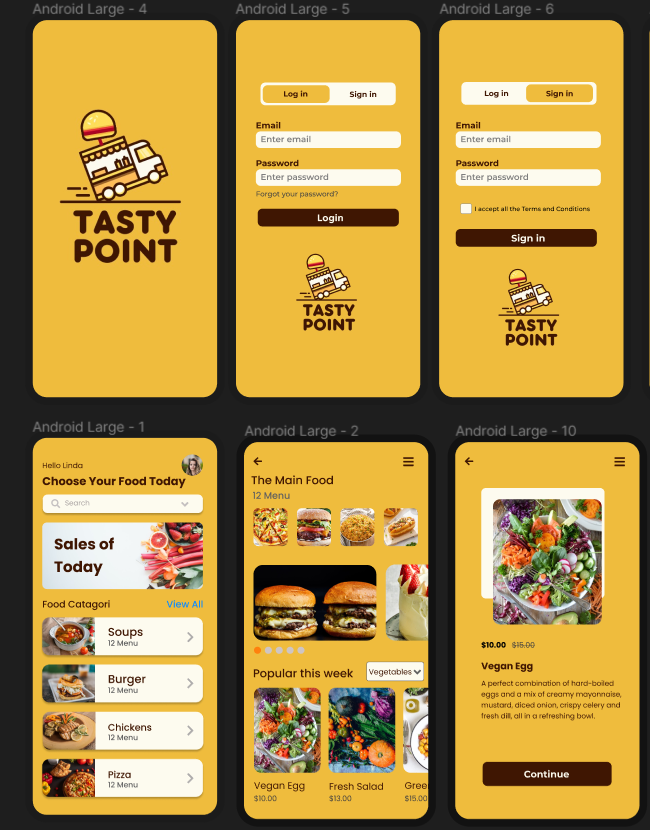 Android Large - 4
TASTY
POINT
Android Large - 5
Log in Sign in
Email
Enter email
Password
Enter password
Forgot your password?
Login
TASTY
POINT
Android Large - 6
Log in Sign in
Email
Enter email
Password
Enter password
I accept all the Terms and Conditions
Sign in
TASTY
POINT
Android Large - 1
Hello Linda
Choose Your Food Today
Search
Sales of
Today
Food Catagori View All
Soups
12 Menu
Burger
12 Menu
Chickens
12 Menu
Pizza
12 Menu
Android Large - 2
The Main Food
12 Menu
Popular this week Vegetables
Vegan Egg Fresh Salad Gree
$10.00 $13.00 $15.00
Android Large - 10
$10.00 $15.00
Vegan Egg
A perfect combination of hard-boiled
eggs and a mix of creamy mayonnaise,
mustard, diced onion, crispy celery and
fresh dill, all in a refreshing bowl.
Continue